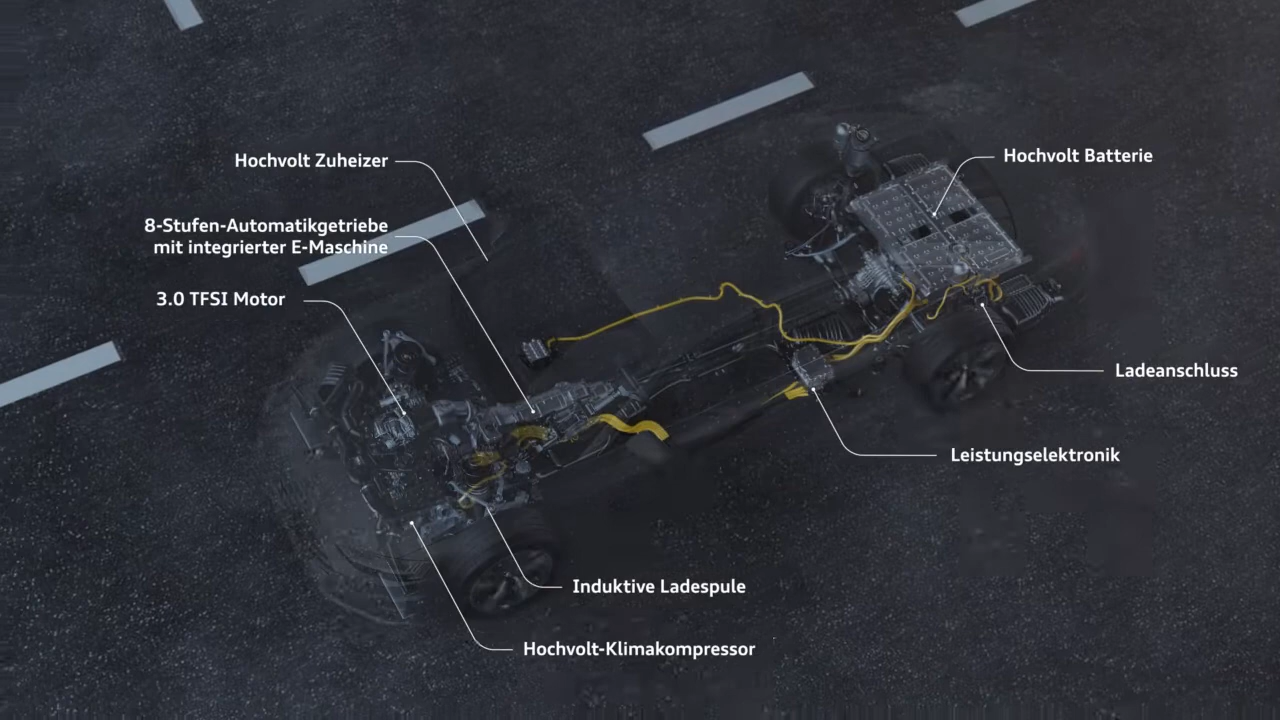 Hochvolt Zuheizer
8-Stufen-Automatikgetriebe
mit integrierter E-Maschine
3.0 TFSI Motor
Hochvolt Batterie
Ladeanschluss
Leistungselektronik
Induktive Ladespule
Hochvolt-Klimakompressor